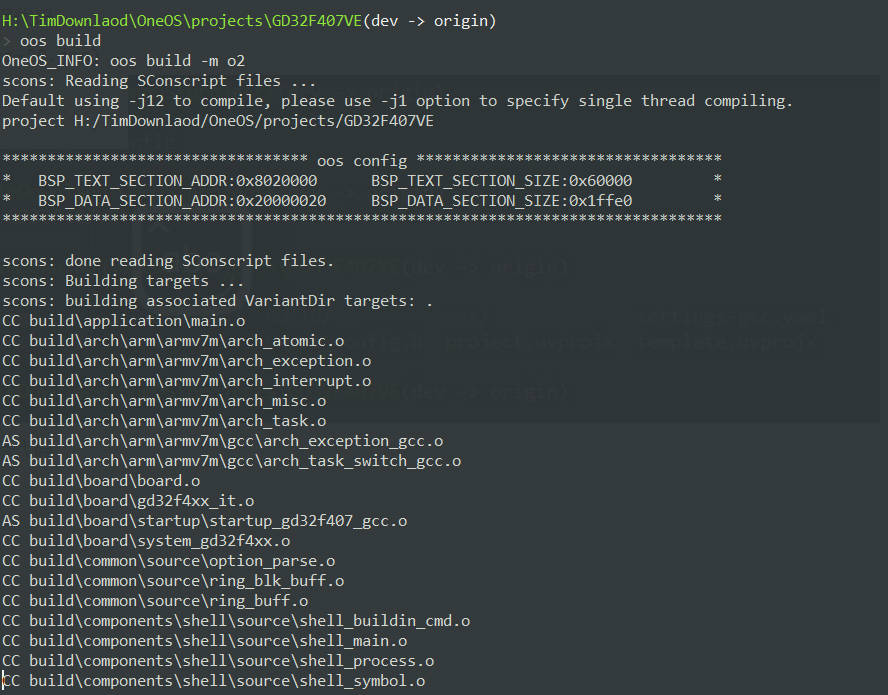 H:\TimDownlaod\OneOS\projects\GD32F407VE(dev -> origin)
> oos build
OneOS_INFO: oos build -m o2
scons: Reading SConscript files ...
Default using -j12 to compile, please use -j1 option to specify single thread compiling.
project H:/TimDownlaod/OneOS/projects/GD32F407VE
********************************** oos config **********************************
*   BSP_TEXT_SECTION_ADDR:0x8020000      BSP_TEXT_SECTION_SIZE:0x60000         *
*   BSP_DATA_SECTION_ADDR:0x20000020     BSP_DATA_SECTION_SIZE:0x1ffe0         *
********************************************************************************
scons: done reading SConscript files.
scons: Building targets ...
scons: building associated VariantDir targets: .
CC build\application\main.o
CC build\arch\arm\armv7m\arch_atomic.o
CC build\arch\arm\armv7m\arch_exception.o
CC build\arch\arm\armv7m\arch_interrupt.o
CC build\arch\arm\armv7m\arch_misc.o
CC build\arch\arm\armv7m\arch_task.o
AS build\arch\arm\armv7m\gcc\arch_exception_gcc.o
AS build\arch\arm\armv7m\gcc\arch_task_switch_gcc.o
CC build\board\board.o
CC build\board\gd32f4xx_it.o
AS build\board\startup\startup_gd32f407_gcc.o
CC build\board\system_gd32f4xx.o
CC build\common\source\option_parse.o
CC build\common\source\ring_blk_buff.o
CC build\common\source\ring_buff.o
CC build\components\shell\source\shell_buildin_cmd.o
CC build\components\shell\source\shell_main.o
CC build\components\shell\source\shell_process.o
CC build\components\shell\source\shell_symbol.o